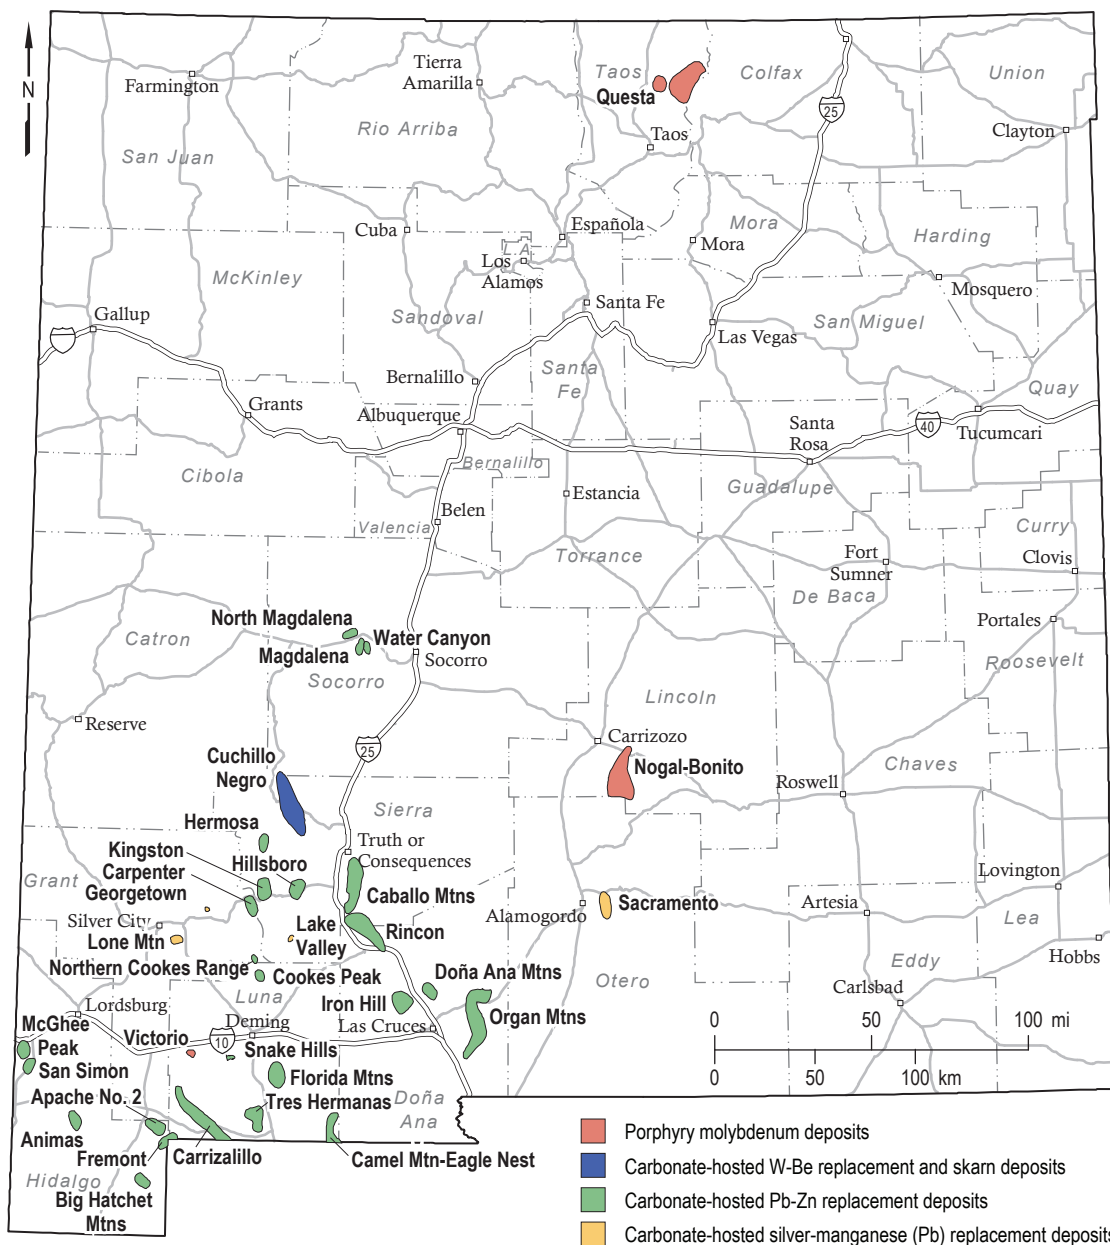 N
Farmington
Tierra
Amarilla
Taos
Questa
Colfax
Union
Rio Arriba
25
Taos
Clayton
San Juan
Cuba
Española
Mora
Mora
Harding
L.A.
Los
Alamos
McKinley
Mosquero
Santa Fe
Gallup
Sandoval
Las Vegas
San Miguel
Bernalillo
Santa
Fe
Quay
Grants
Albuquerque
Santa
Rosa
40
Tucumcari
Cibola
Bernalillo
Estancia
Guadalupe
Belen
Valencia
Curry
Torrance
Fort
Sumner
Clovis
De Baca
North Magdalena
Water Canyon
Portales
Catron
Magdalena
Socorro
Socorro
Roosevelt
Lincoln
Reserve
Carrizozo
25
Cuchillo
Negro
Nogal-Bonito
Chaves
Roswell
Sierra
Hermosa
Truth or
Consequences
Kingston
Hillsboro
Carpenter
Georgetown
Grant
Caballo Mtns
Lovington
Sacramento
Artesia
Alamogordo
Silver City
Lone Mtn
Lake
Valley
Rincon
Lea
Hobbs
Northern Cookes Range
Cookes Peak
Doña Ana Mtns
Eddy
Otero
Carlsbad
Luna
Iron Hill
Organ Mtns
Lordsburg
McGhee
Peak
Victorio
Deming
Las Cruces
10
Snake Hills
San Simon
Florida Mtns
Apache No. 2
Tres Hermanas
Doña
Ana
Animas
Fremont
Carrizalillo
Camel Mtn-Eagle Nest
Hidalgo
Big Hatchet
Mtns
0 50 100 mi
0 50 100 km
Porphyry molybdenum deposits
Carbonate-hosted W-Be replacement and skarn deposits
Carbonate-hosted Pb-Zn replacement deposits
Carbonate-hosted silver-manganese (Pb) replacement deposits